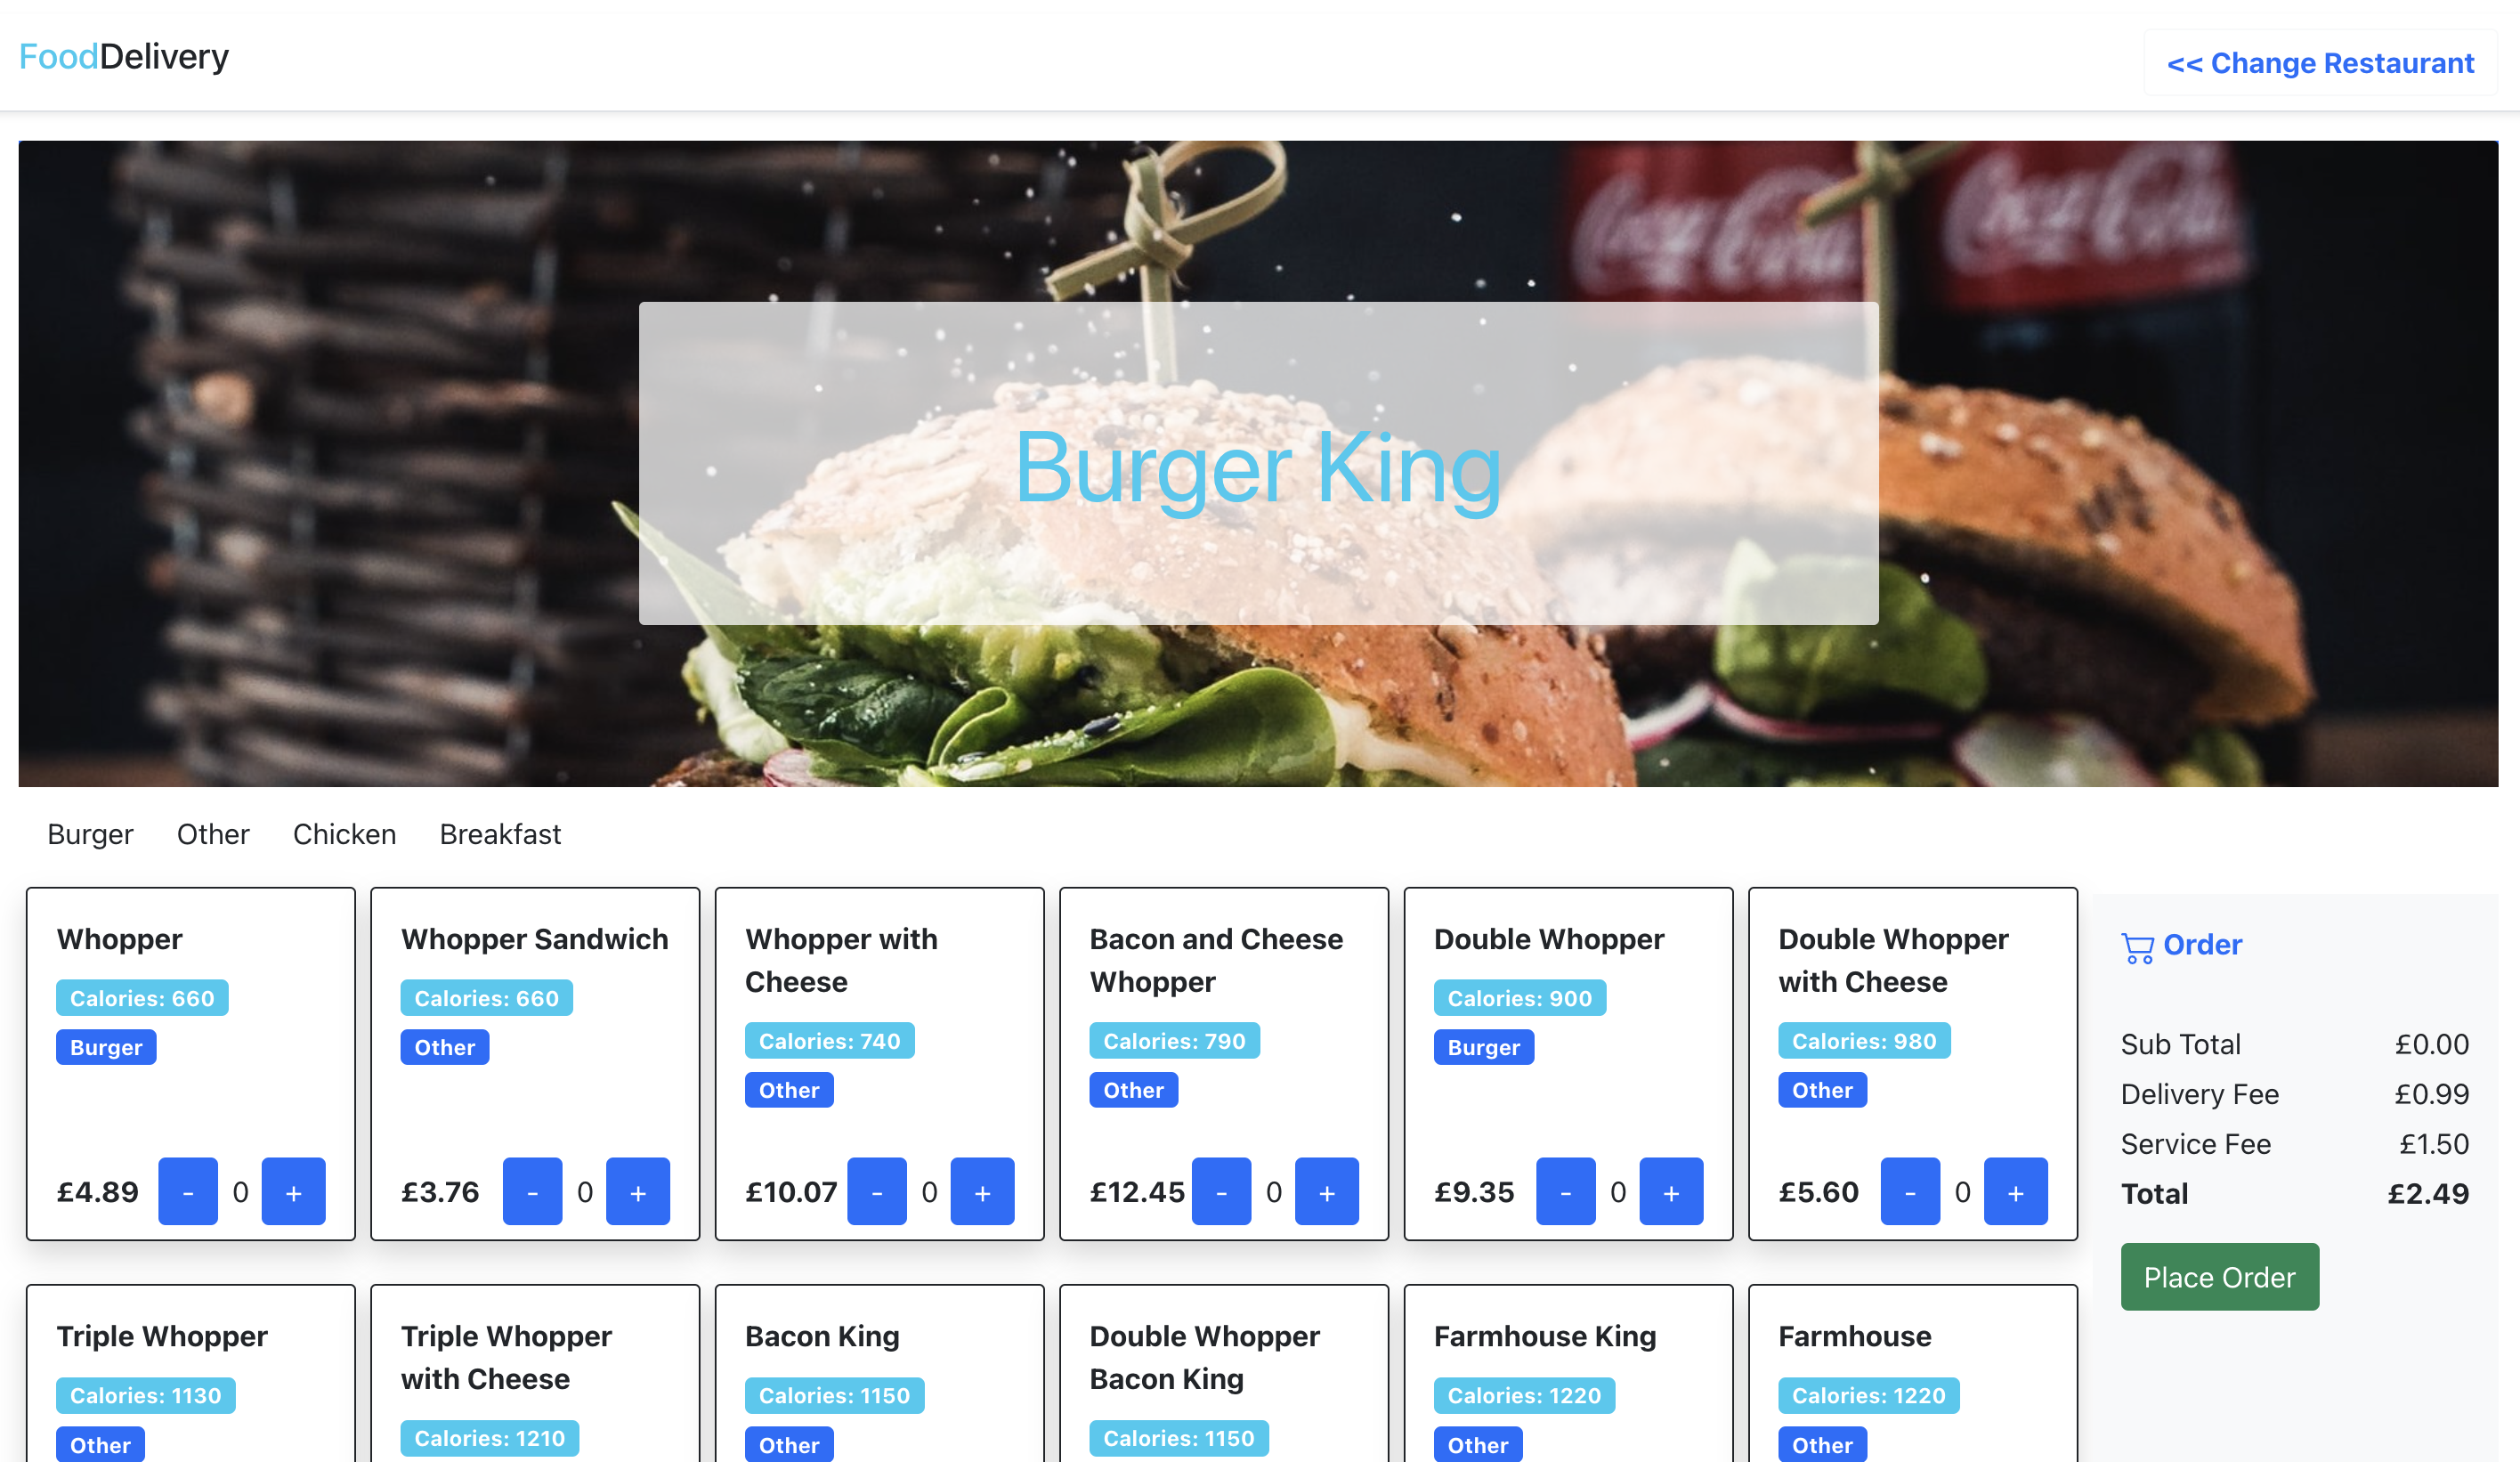 FoodDelivery
<< Change Restaurant
Coca-Cola
Coca-Cola
Burger King
Burger Other Chicken Breakfast
Whopper
Calories: 660
Burger
£4.89 - 0 +
Whopper Sandwich
Calories: 660
Other
£3.76 - 0 +
Whopper with
Cheese
Calories: 740
Other
£10.07 - 0 +
Bacon and Cheese
Whopper
Calories: 790
Other
£12.45 - 0 +
Double Whopper
Calories: 900
Burger
£9.35 - 0 +
Double Whopper
with Cheese
Calories: 980
Other
£5.60 - 0 +
Order
Sub Total £0.00
Delivery Fee £0.99
Service Fee £1.50
Total £2.49
Place Order
Triple Whopper
Calories: 1130
Other
Triple Whopper
with Cheese
Calories: 1210
Bacon King
Calories: 1150
Other
Double Whopper
Bacon King
Calories: 1150
Farmhouse King
Calories: 1220
Other
Farmhouse
Calories: 1220
Other